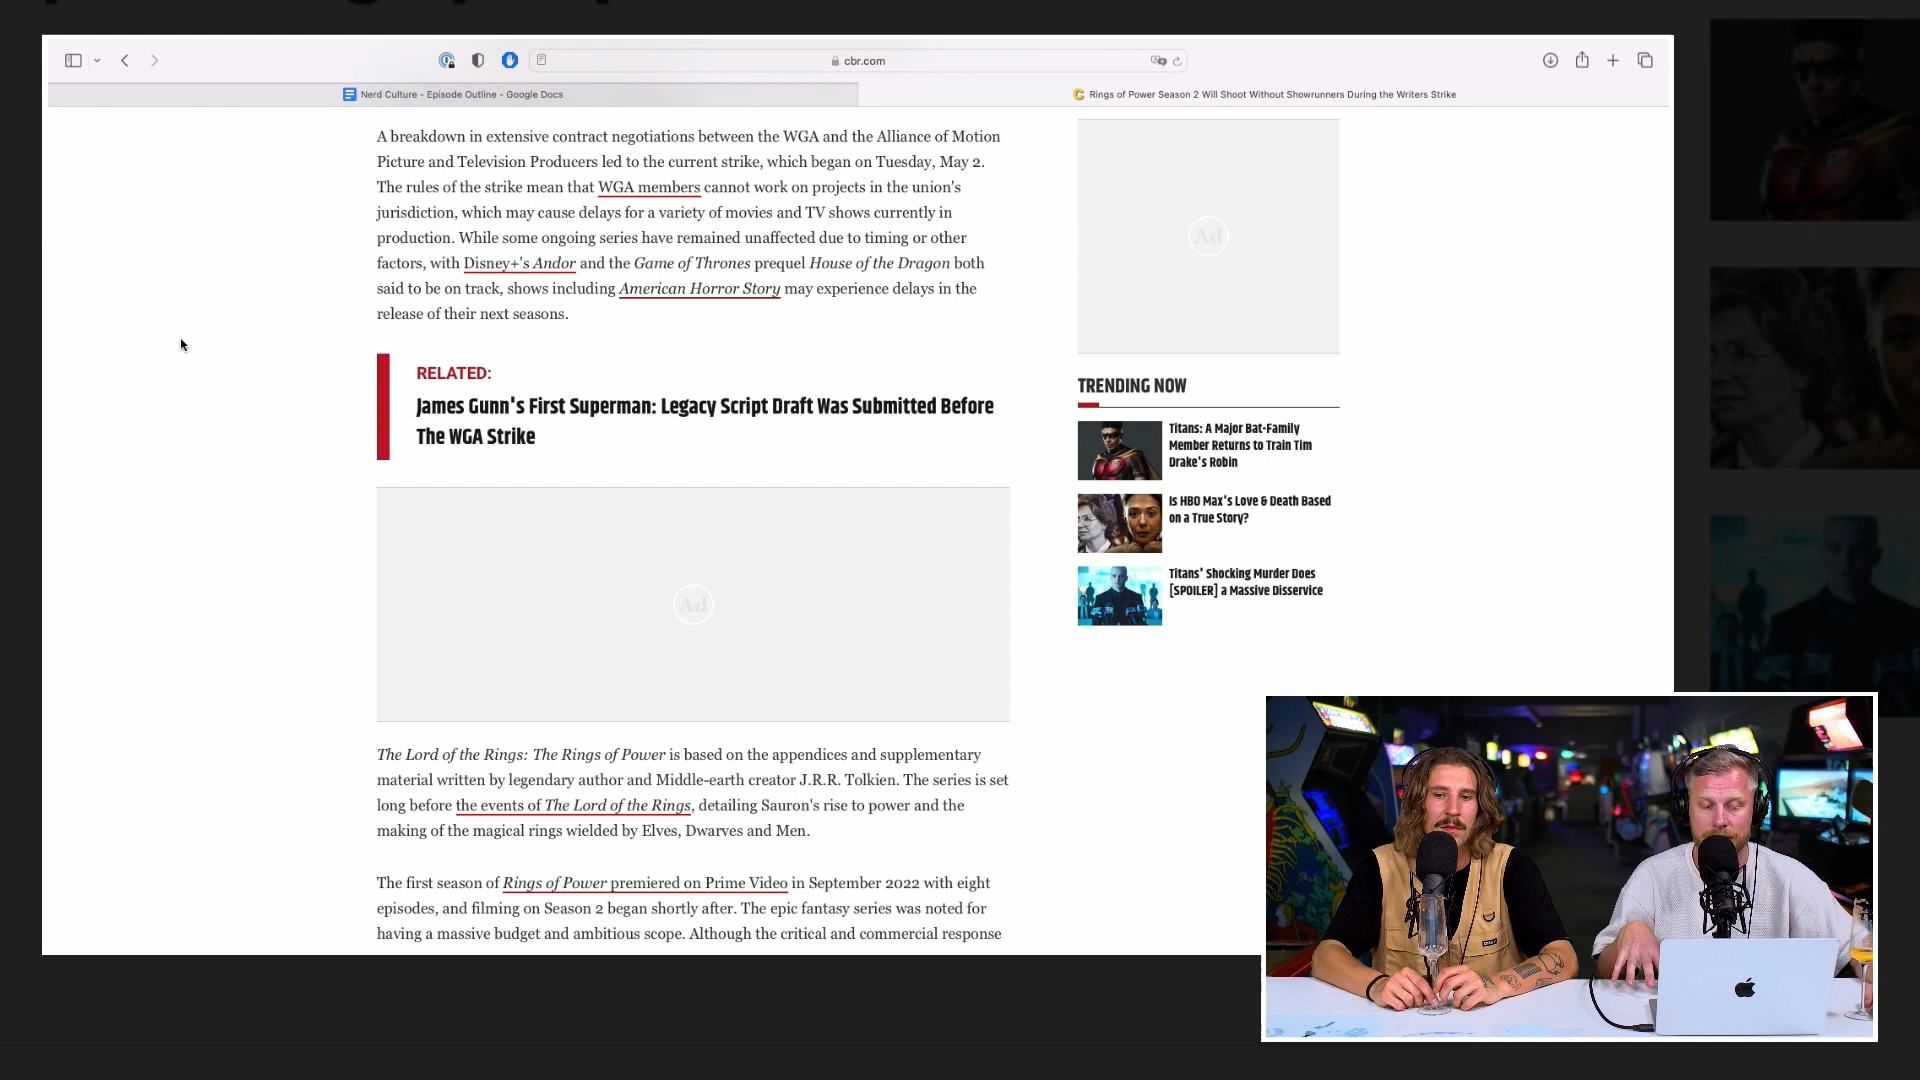 cbr.com
Nerd Culture - Episode Outline - Google Docs
Rings of Power Season 2 Will Shoot Without Showrunners During the Writers Strike
A breakdown in extensive contract negotiations between the WGA and the Alliance of Motion
Picture and Television Producers led to the current strike, which began on Tuesday, May 2.
The rules of the strike mean that WGA members cannot work on projects in the union's
jurisdiction, which may cause delays for a variety of movies and TV shows currently in
production. While some ongoing series have remained unaffected due to timing or other
factors, with Disney+'s Andor and the Game of Thrones prequel House of the Dragon both
said to be on track, shows including American Horror Story may experience delays in the
release of their next seasons.
RELATED:
James Gunn's First Superman: Legacy Script Draft Was Submitted Before
The WGA Strike
Ad
The Lord of the Rings: The Rings of Power is based on the appendices and supplementary
material written by legendary author and Middle-earth creator J.R.R. Tolkien. The series is set
long before the events of The Lord of the Rings, detailing Sauron's rise to power and the
making of the magical rings wielded by Elves, Dwarves and Men.
The first season of Rings of Power premiered on Prime Video in September 2022 with eight
episodes, and filming on Season 2 began shortly after. The epic fantasy series was noted for
having a massive budget and ambitious scope. Although the critical and commercial response
Ad
TRENDING NOW
Titans: A Major Bat-Family
Member Returns to Train Tim
Drake's Robin
Is HBO Max's Love & Death Based
on a True Story?
Titans' Shocking Murder Does
[SPOILER] a Massive Disservice